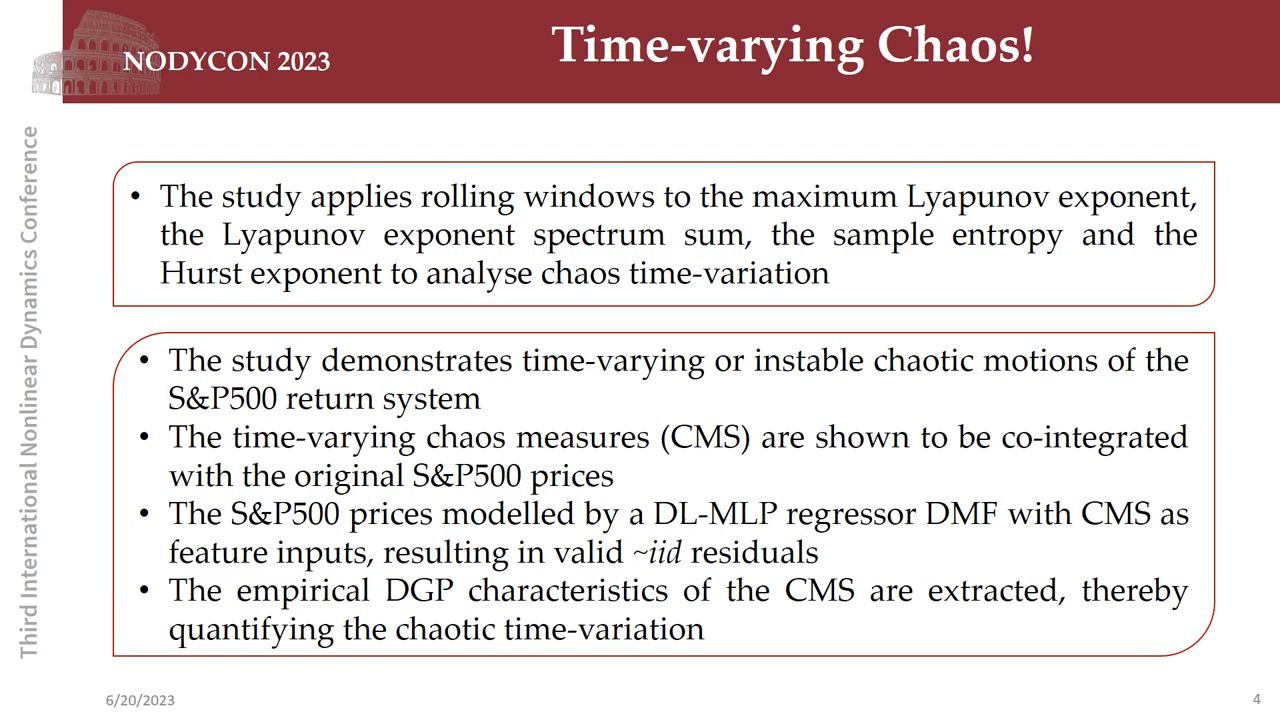 NODYCON 2023
Time-varying Chaos!
Third International Nonlinear Dynamics Conference
• The study applies rolling windows to the maximum Lyapunov exponent,
the Lyapunov exponent spectrum sum, the sample entropy and the
Hurst exponent to analyse chaos time-variation
• The study demonstrates time-varying or instable chaotic motions of the
S&P500 return system
• The time-varying chaos measures (CMS) are shown to be co-integrated
with the original S&P500 prices
• The S&P500 prices modelled by a DL-MLP regressor DMF with CMS as
feature inputs, resulting in valid ~iid residuals
• The empirical DGP characteristics of the CMS are extracted, thereby
quantifying the chaotic time-variation
6/20/2023
4